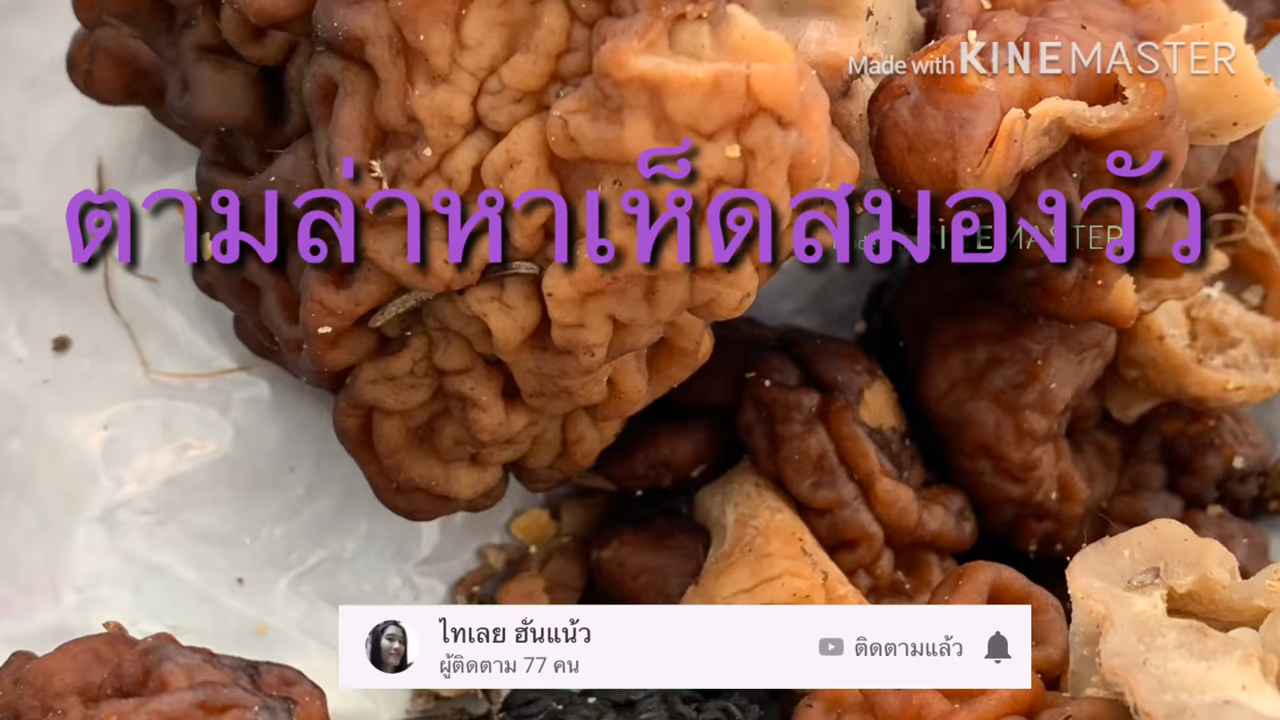 Made with KINEMASTER
ตามล่าหาเห็ดสมองวัว
ไทเลย ฮันแน้ว
ผู้ติดตาม 77 คน
ติดตามแล้ว